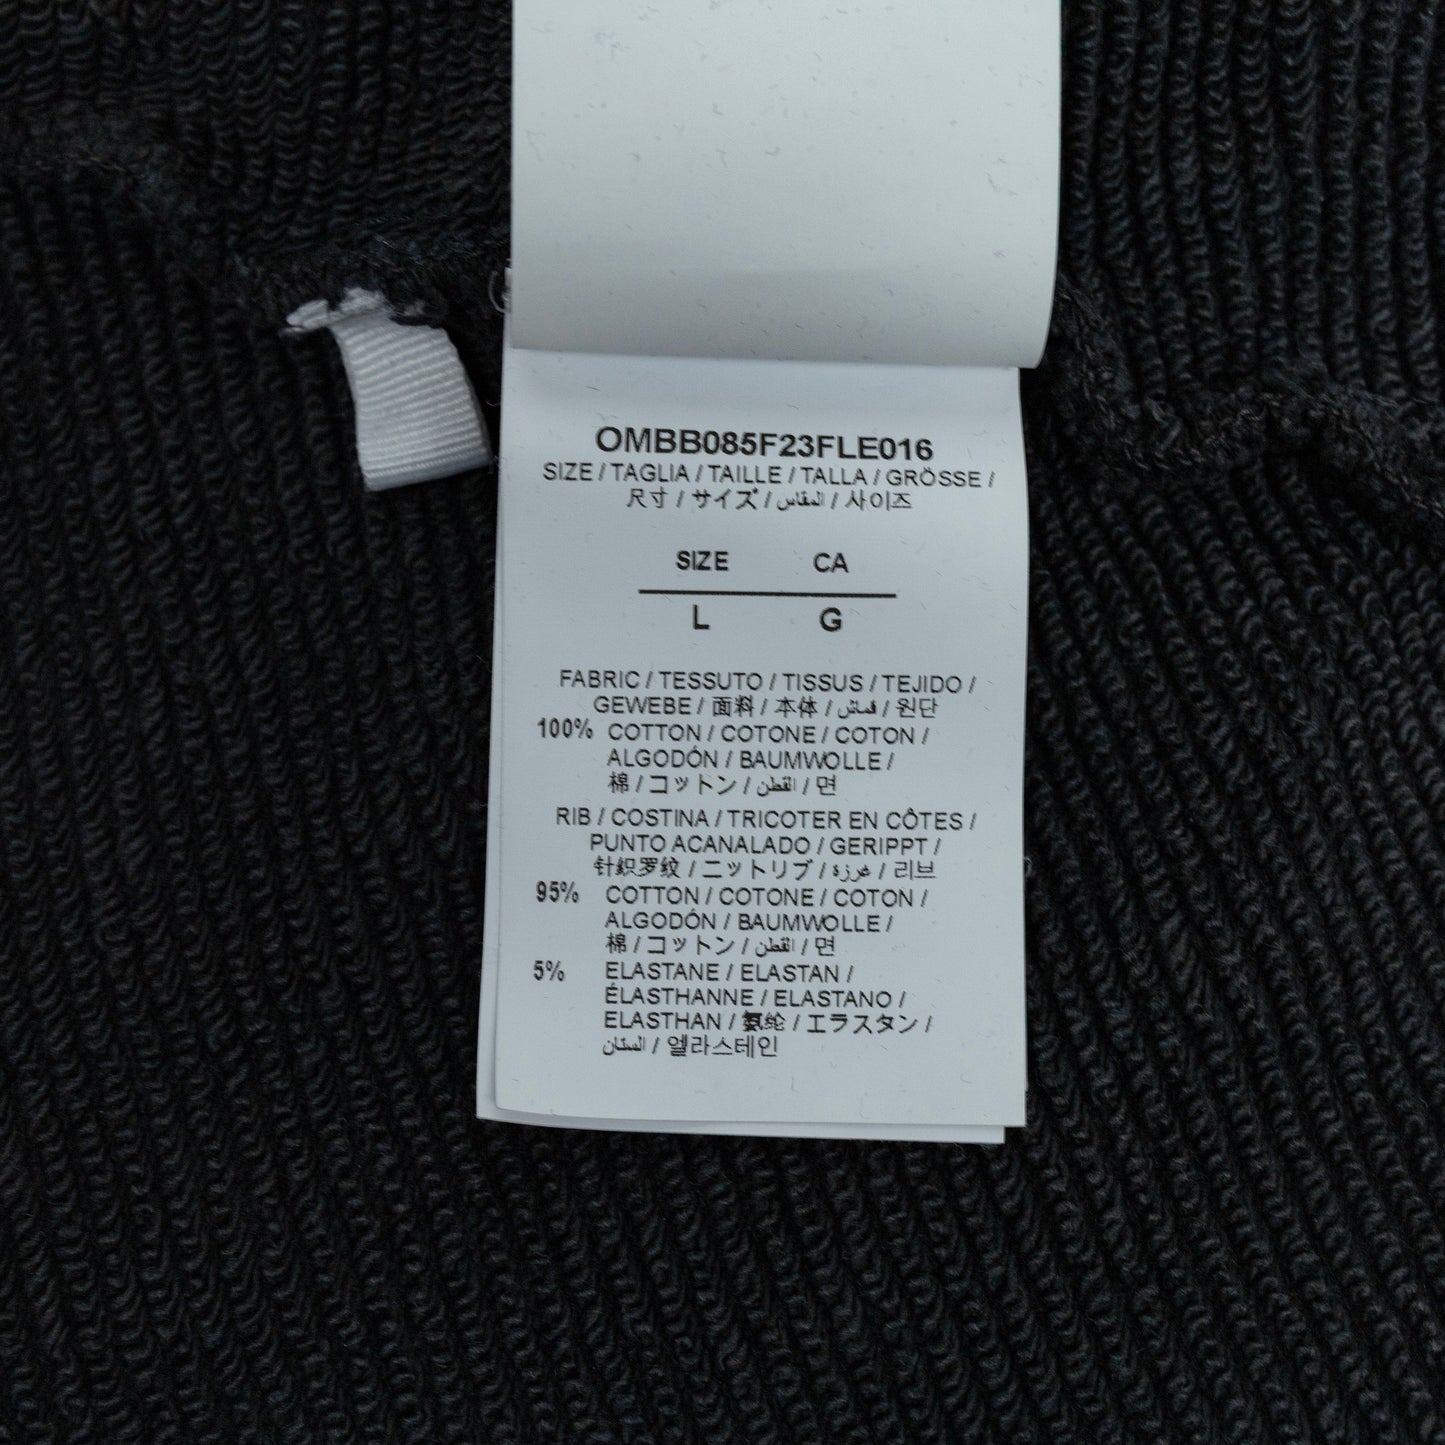 OMBB085F23FLE016
SIZE / TAGLIA / TAILLE / TALLA / GRÖSSE /
尺寸 / サイズ / المقاس / 사이즈
SIZE CA
L G
FABRIC / TESSUTO / TISSUS / TEJIDO /
GEWEBE / 面料 / 本体 / قماش / 원단
100% COTTON / COTONE / COTON /
ALGODÓN / BAUMWOLLE /
棉 / コットン / القطن / 면
RIB / COSTINA / TRICOTER EN CÔTES /
PUNTO ACANALADO / GERIPPT /
针织罗纹 / ニットリブ / غرزة / 리브
95% COTTON / COTONE / COTON /
ALGODÓN / BAUMWOLLE /
棉 / コットン / القطن / 면
5% ELASTANE / ELASTAN /
ÉLASTHANNE / ELASTANO /
ELASTHAN / 氨纶 / エラスタン /
/ 엘라스테인